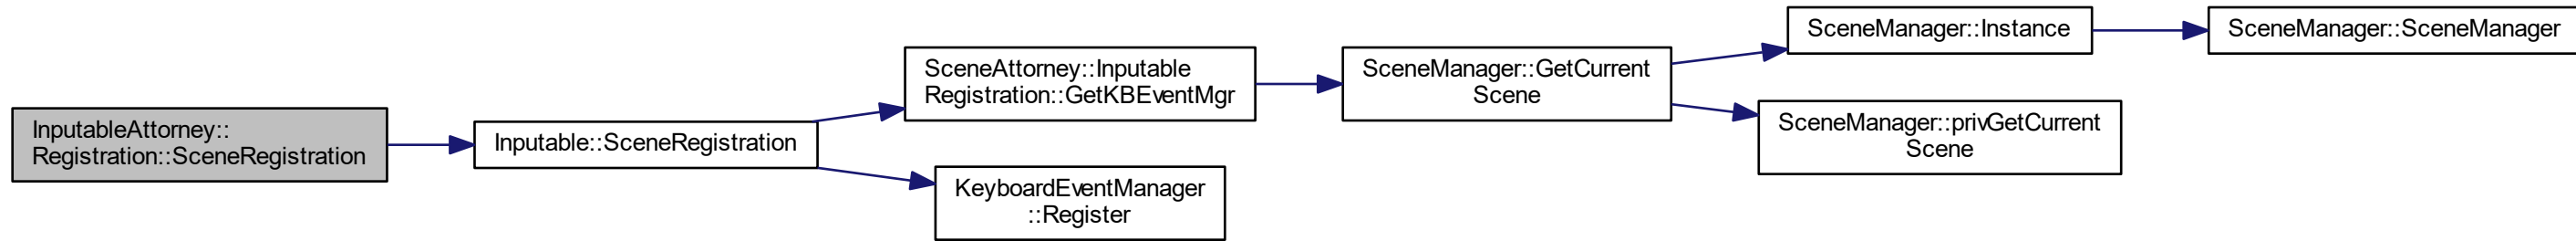 InputableAttorney::
Registration::SceneRegistration
Inputable::SceneRegistration
SceneAttorney::Inputable
Registration::GetKBEventMgr
KeyboardEventManager
::Register
SceneManager::GetCurrent
Scene
SceneManager::Instance
SceneManager::privGetCurrent
Scene
SceneManager::SceneManager